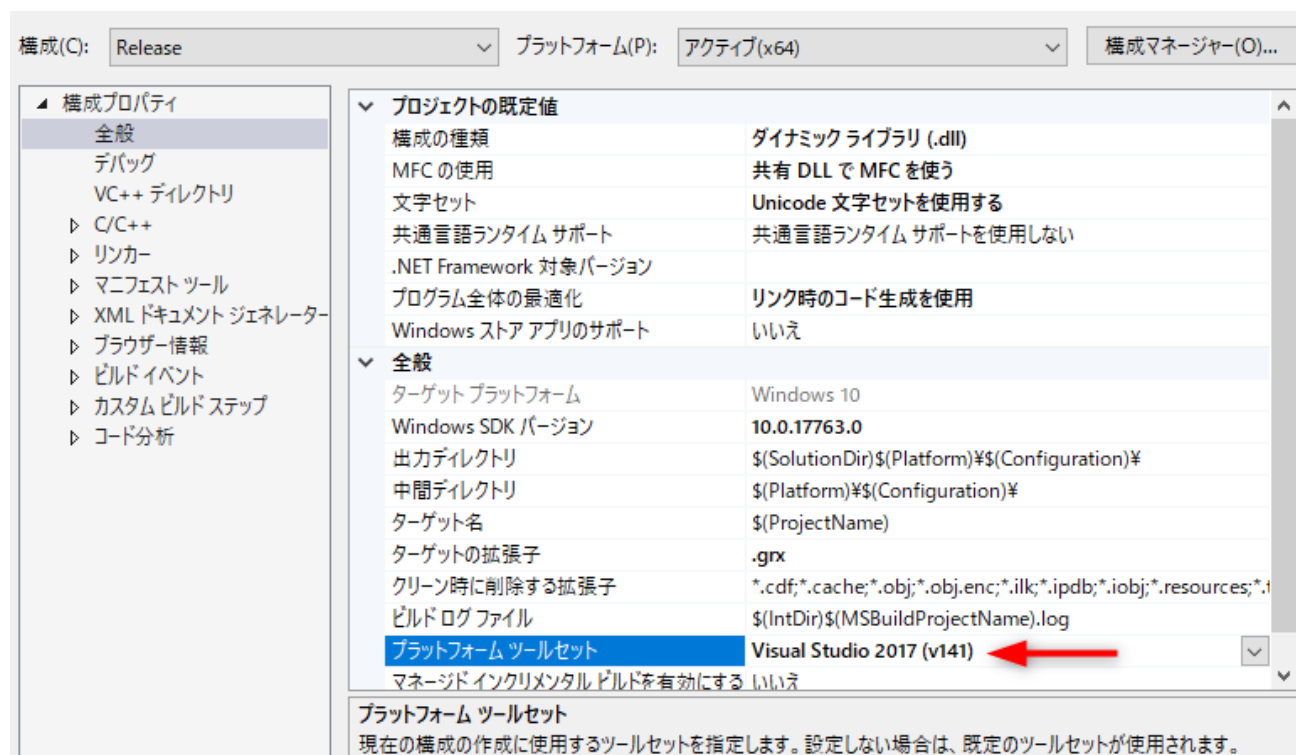 構成(C): Release プラットフォーム(P): アクティブ(x64) 構成マネージャー(O)...
構成プロパティ
全般
デバッグ
VC++ ディレクトリ
C/C++
リンカー
マニフェスト ツール
XML ドキュメント ジェネレーター
ブラウザー情報
ビルド イベント
カスタム ビルド ステップ
コード分析
プロジェクトの既定値
構成の種類 ダイナミック ライブラリ (.dll)
MFC の使用 共有 DLL で MFC を使う
文字セット Unicode 文字セットを使用する
共通言語ランタイム サポート 共通言語ランタイム サポートを使用しない
.NET Framework 対象バージョン
プログラム全体の最適化 リンク時のコード生成を使用
Windows ストア アプリのサポート いいえ
全般
ターゲット プラットフォーム Windows 10
Windows SDK バージョン 10.0.17763.0
出力ディレクトリ $(SolutionDir)$(Platform)¥$(Configuration)¥
中間ディレクトリ $(Platform)¥$(Configuration)¥
ターゲット名 $(ProjectName)
ターゲットの拡張子 .grx
クリーン時に削除する拡張子 *.cdf;*.cache;*.obj;*.obj.enc;*.ilk;*.ipdb;*.iobj;*.resources;*.
ビルド ログ ファイル $(IntDir)$(MSBuildProjectName).log
プラットフォーム ツールセット Visual Studio 2017 (v141)
マネージド インクリメンタル ビルドを有効にする いいえ
プラットフォーム ツールセット
現在の構成の作成に使用するツールセットを指定します。設定しない場合は、既定のツールセットが使用されます。